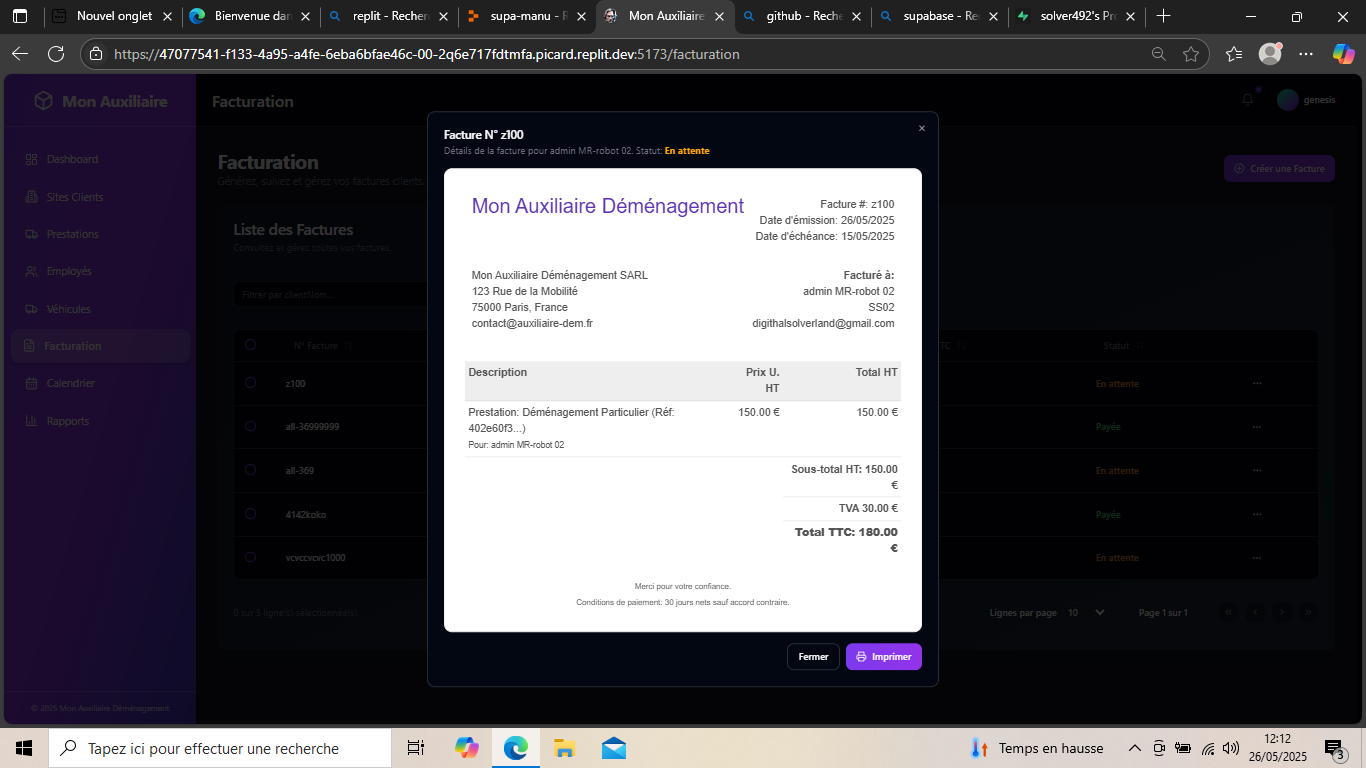 Nouvel onglet
Bienvenue dan
replit - Recher
supa-manu - R
Mon Auxiliaire
github - Reche
supabase - Re
solver492's Pr
https://47077541-f133-4a95-a4fe-6eba6bfae46c-00-2q6e717fdtmfa.picard.replit.dev:5173/facturation
Mon Auxiliaire
Facturation
genesis
Dashboard
Sites Clients
Prestations
Employés
Véhicules
Facturation
Calendrier
Rapports
© 2025 Mon Auxiliaire Déménagement
Facturation
Générez, suivez et gérez vos factures clients.
Créer une Facture
Liste des Factures
Consultez et gérez toutes vos factures.
Filtrer par clientNom...
N° Facture
TC
Statut
z100
En attente
all-36999999
Payée
all-369
En attente
4142koko
Payée
vcvccvcvc1000
En attente
0 sur 5 ligne(s) sélectionnée(s).
Lignes par page 10
Page 1 sur 1
Facture N° z100
Détails de la facture pour admin MR-robot 02. Statut: En attente
Mon Auxiliaire Déménagement
Facture #: z100
Date d'émission: 26/05/2025
Date d'échéance: 15/05/2025
Mon Auxiliaire Déménagement SARL
123 Rue de la Mobilité
75000 Paris, France
contact@auxiliaire-dem.fr
Facturé à:
admin MR-robot 02
SS02
digithalsolverland@gmail.com
Description
Prix U.
HT
Total HT
Prestation: Déménagement Particulier (Réf:
402e60f3...)
Pour: admin MR-robot 02
150.00 €
150.00 €
Sous-total HT: 150.00
€
TVA 30.00 €
Total TTC: 180.00
€
Merci pour votre confiance.
Conditions de paiement: 30 jours nets sauf accord contraire.
Fermer
Imprimer
Tapez ici pour effectuer une recherche
Temps en hausse
12:12
26/05/2025
3